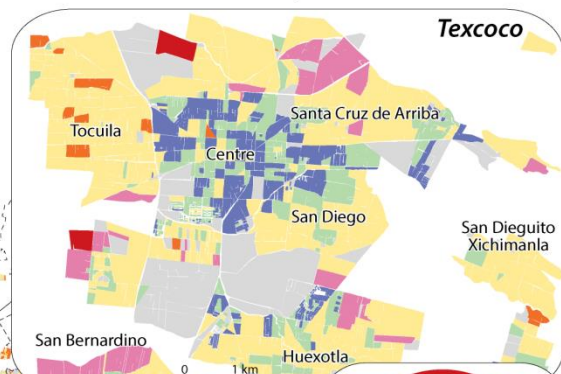 Texcoco
Santa Cruz de Arriba
Tocuila
Centre
San Diego
San Dieguito
Xichimanla
San Bernardino
Huexotla
0 1 km